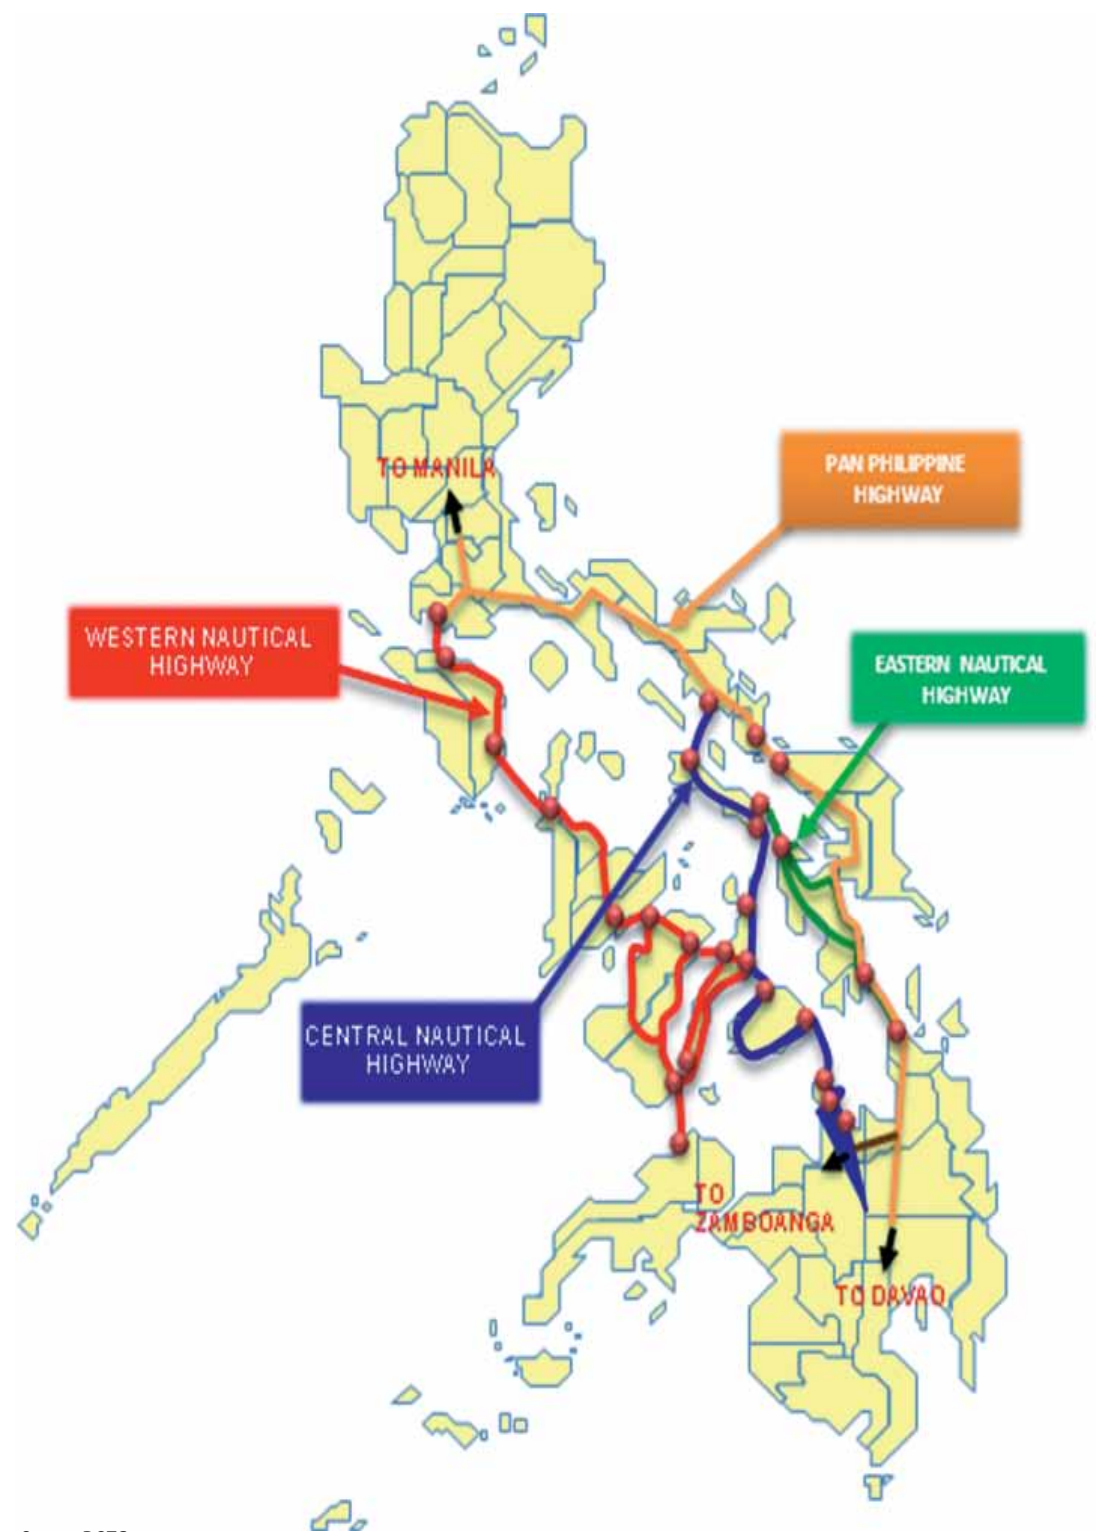 TO MANILA
PAN PHILIPPINE
HIGHWAY
WESTERN NAUTICAL
HIGHWAY
EASTERN NAUTICAL
HIGHWAY
CENTRAL NAUTICAL
HIGHWAY
TO
ZAMBOANGA
TO DAVAO